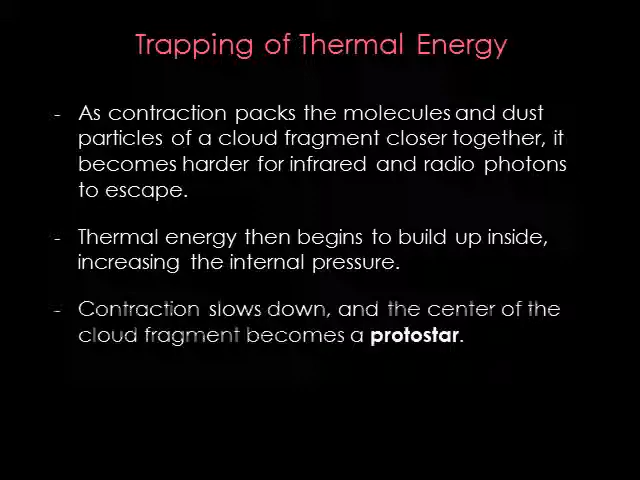 Trapping of Thermal Energy
- As contraction packs the molecules and dust
particles of a cloud fragment closer together, it
becomes harder for infrared and radio photons
to escape.
- Thermal energy then begins to build up inside,
increasing the internal pressure.
- Contraction slows down, and the center of the
cloud fragment becomes a protostar.